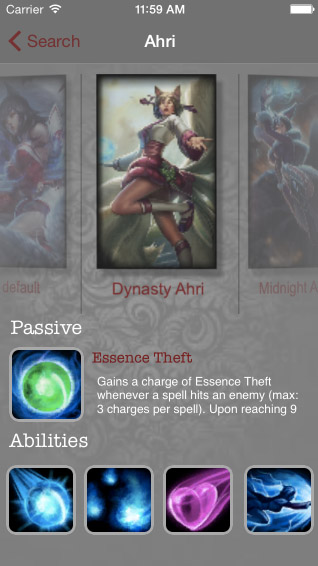 Carrier 11:59 AM
Search Ahri
default Dynasty Ahri Midnight A
Passive
Essence Theft
Gains a charge of Essence Theft
whenever a spell hits an enemy (max:
3 charges per spell). Upon reaching 9
Abilities